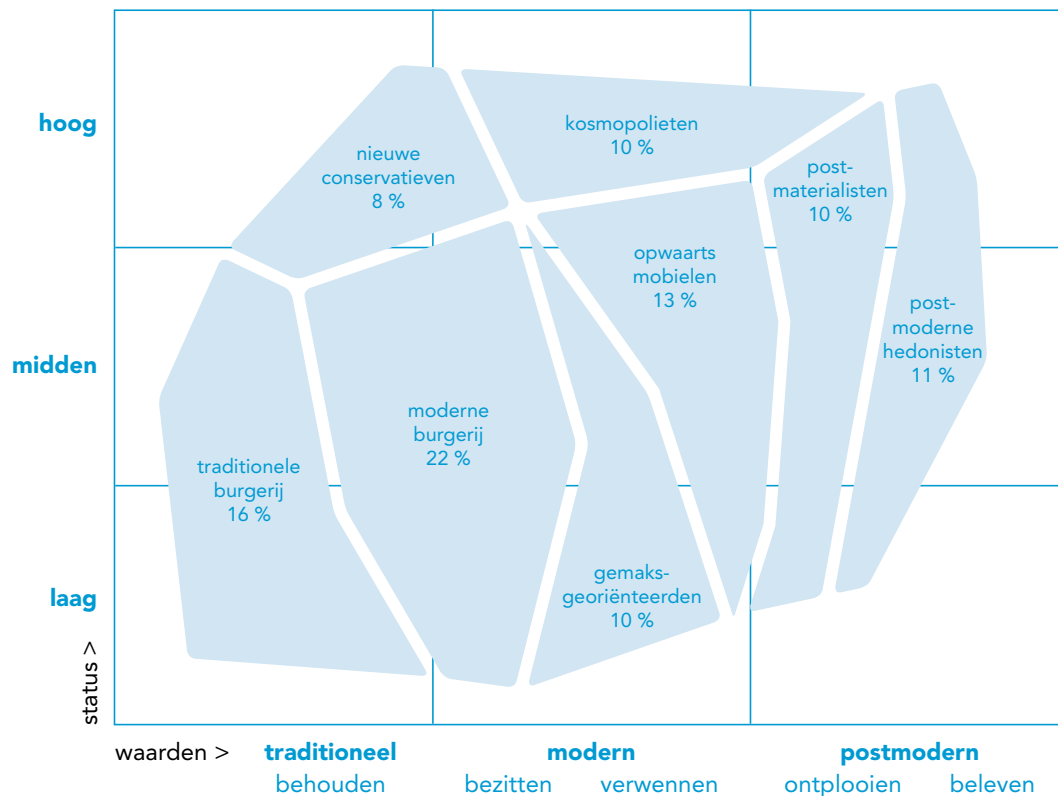 hoog
kosmopolieten
10 %
nieuwe
conservatieven
8 %
post-
materialisten
10 %
opwaarts
mobielen
13 %
midden
post-
moderne
hedonisten
11 %
moderne
burgerij
22 %
traditionele
burgerij
16 %
laag
gemaks-
georiënteerden
10 %
status >
waarden > traditioneel modern postmodern
behouden bezitten verwennen ontplooien beleven